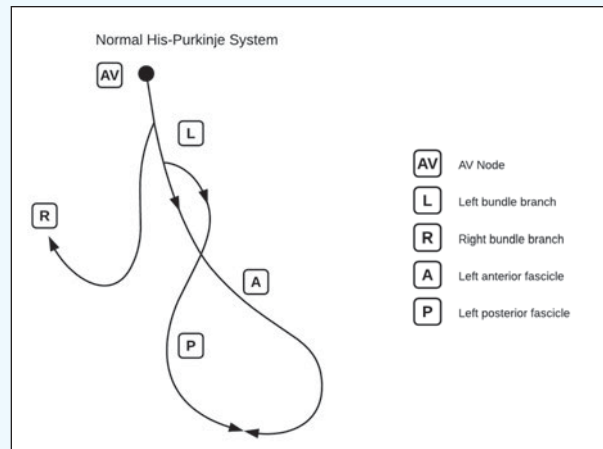 Normal His-Purkinje System
AV
L
R
A
P
AV AV Node
L Left bundle branch
R Right bundle branch
A Left anterior fascicle
P Left posterior fascicle